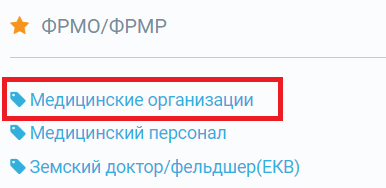 ФРМО/ФРМР
Медицинские организации
Медицинский персонал
Земский доктор/фельдшер(ЕКВ)